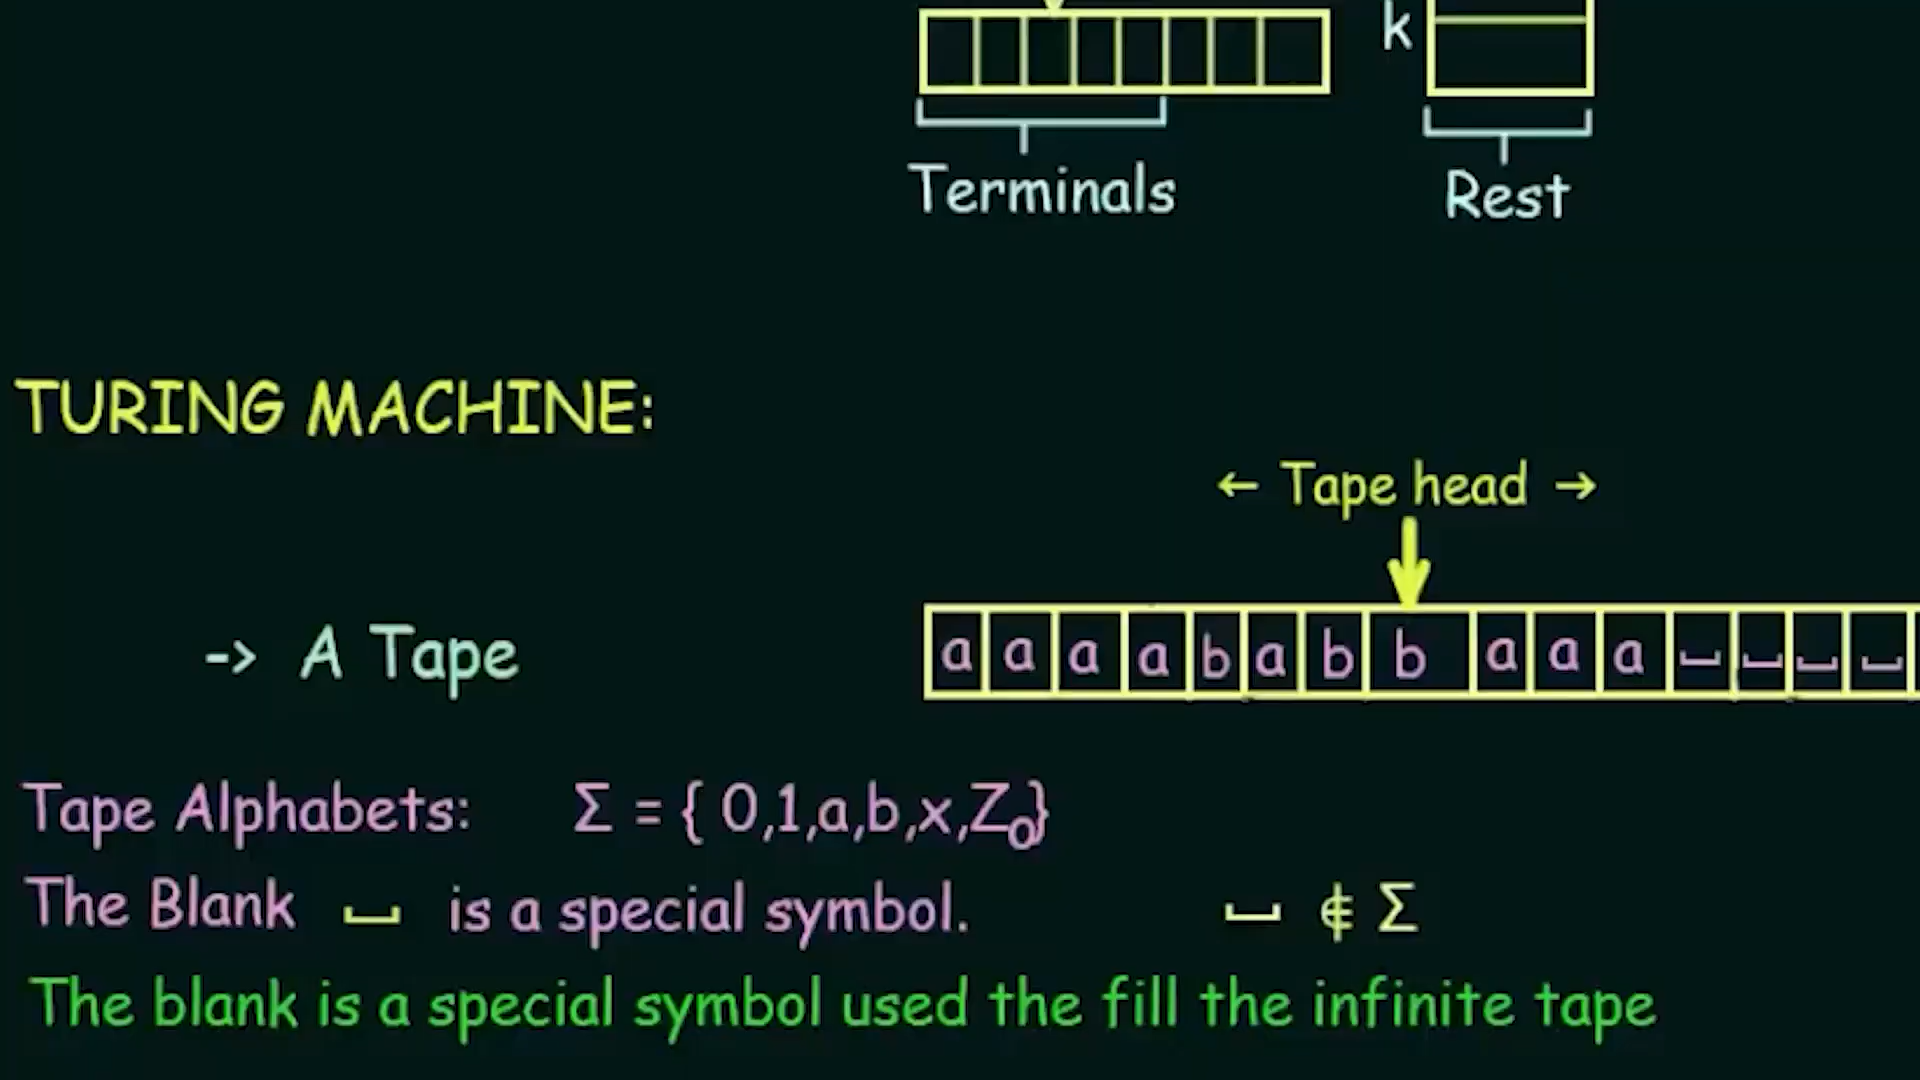 k
Terminals
Rest
TURING MACHINE:
← Tape head →
-> A Tape
a a a a b a b b a a a ⎵ ⎵ ⎵ ⎵
Tape Alphabets: Σ = { 0,1,a,b,x,Z₀}
The Blank ⎵ is a special symbol. ⎵ ∉ Σ
The blank is a special symbol used the fill the infinite tape